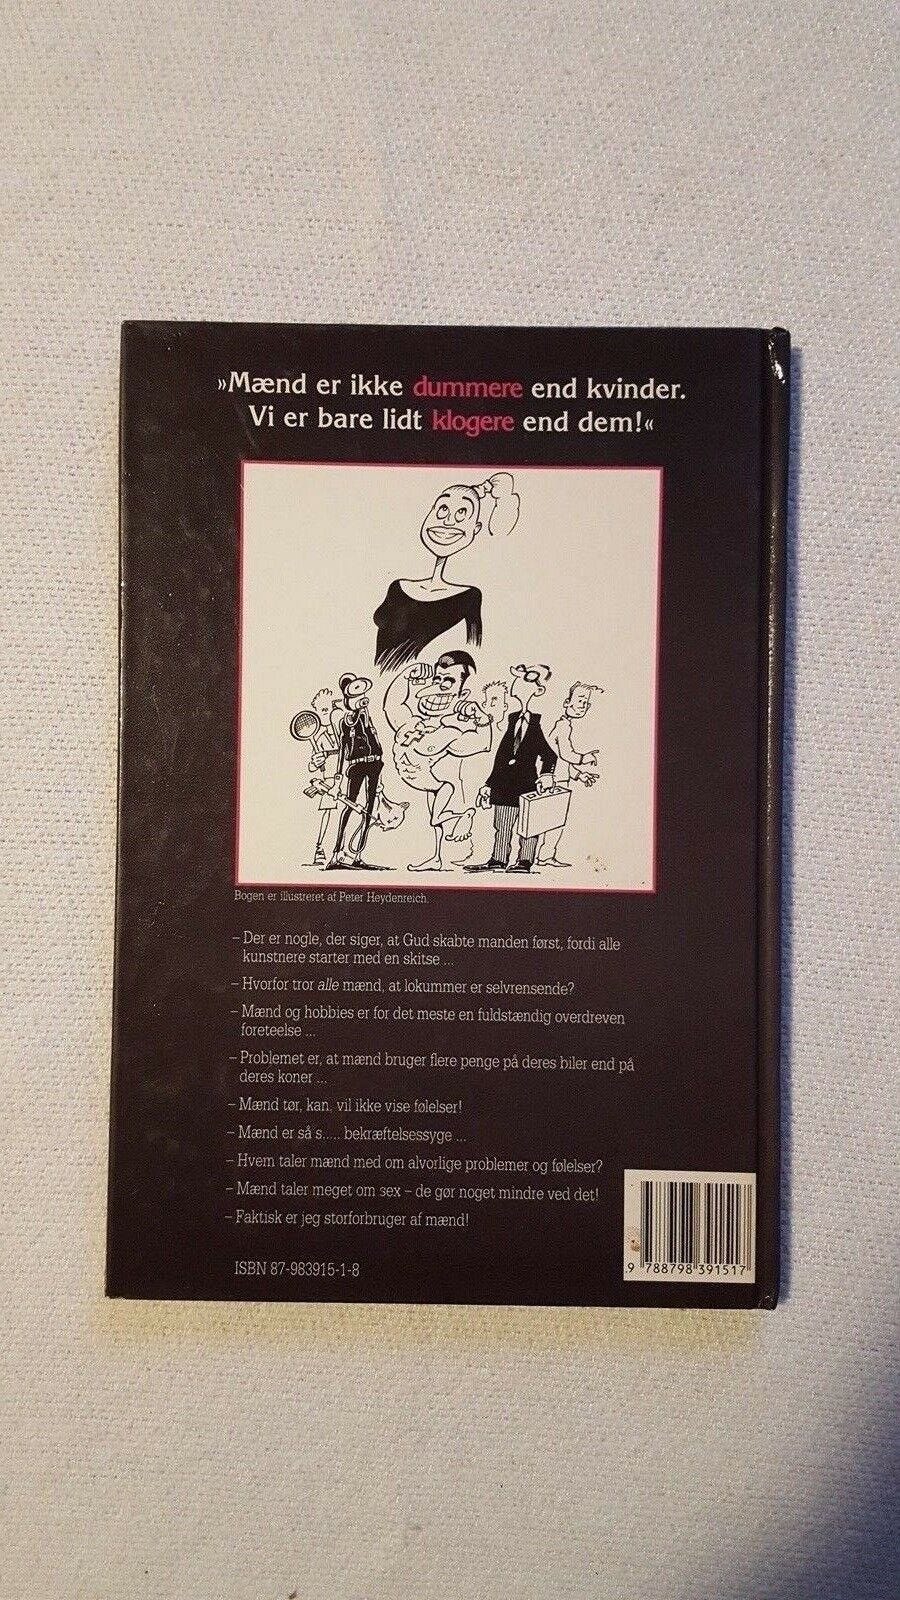 »Mænd er ikke dummere end kvinder.
Vi er bare lidt klogere end dem!«
Bogen er illustreret af Peter Heydenreich.
– Der er nogle, der siger, at Gud skabte manden først, fordi alle
kunstnere starter med en skitse ...
– Hvorfor tror alle mænd, at lokummer er selvrensende?
– Mænd og hobbies er for det meste en fuldstændig overdreven
foreteelse ...
– Problemet er, at mænd bruger flere penge på deres biler end på
deres koner ...
– Mænd tør, kan, vil ikke vise følelser!
– Mænd er så s..... bekræftelsessyge ...
– Hvem taler mænd med om alvorlige problemer og følelser?
– Mænd taler meget om sex – de gør noget mindre ved det!
– Faktisk er jeg storforbruger af mænd!
ISBN 87-983915-1-8
9 788798 391517